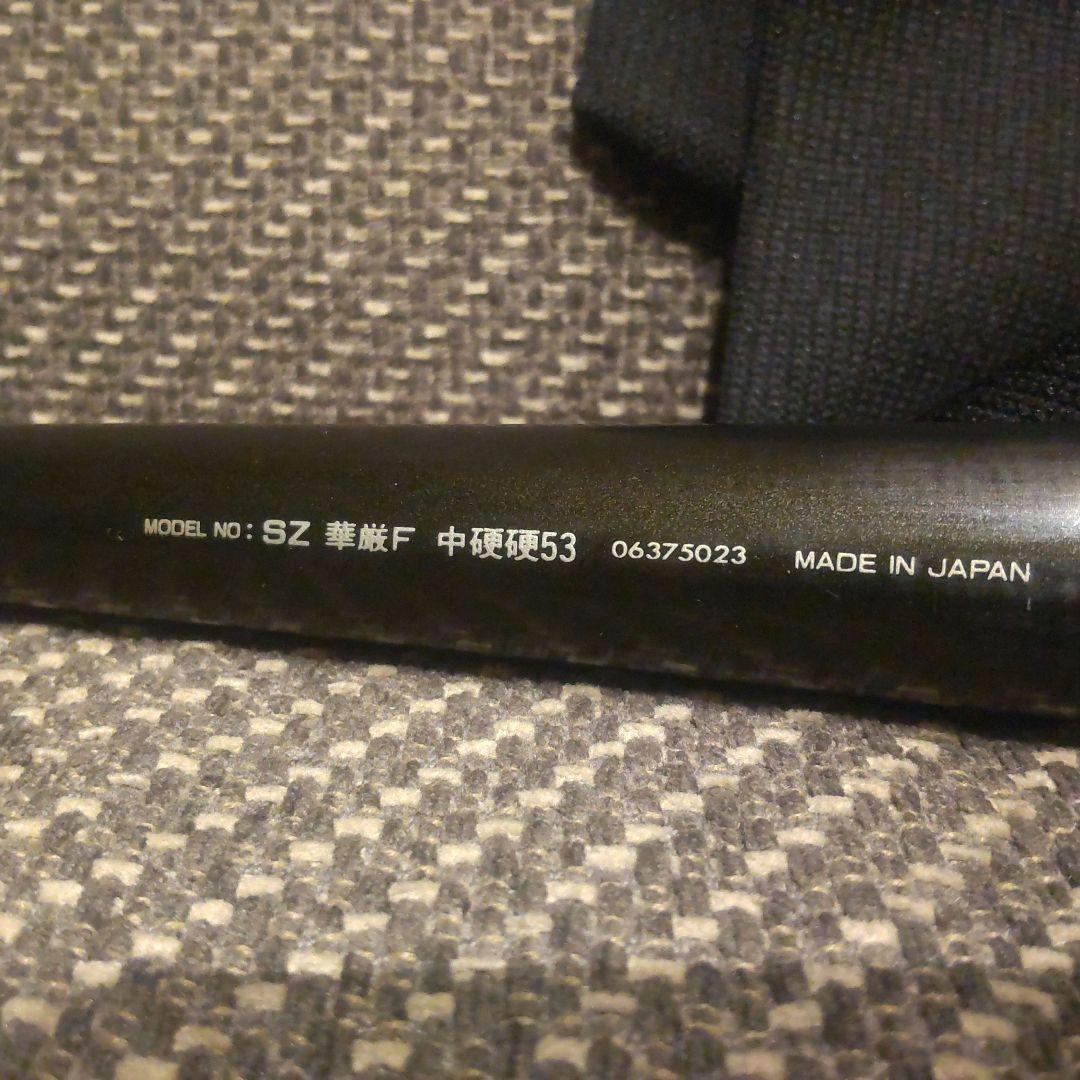 MODEL NO: SZ 華厳F 中硬硬53 06375023 MADE IN JAPAN